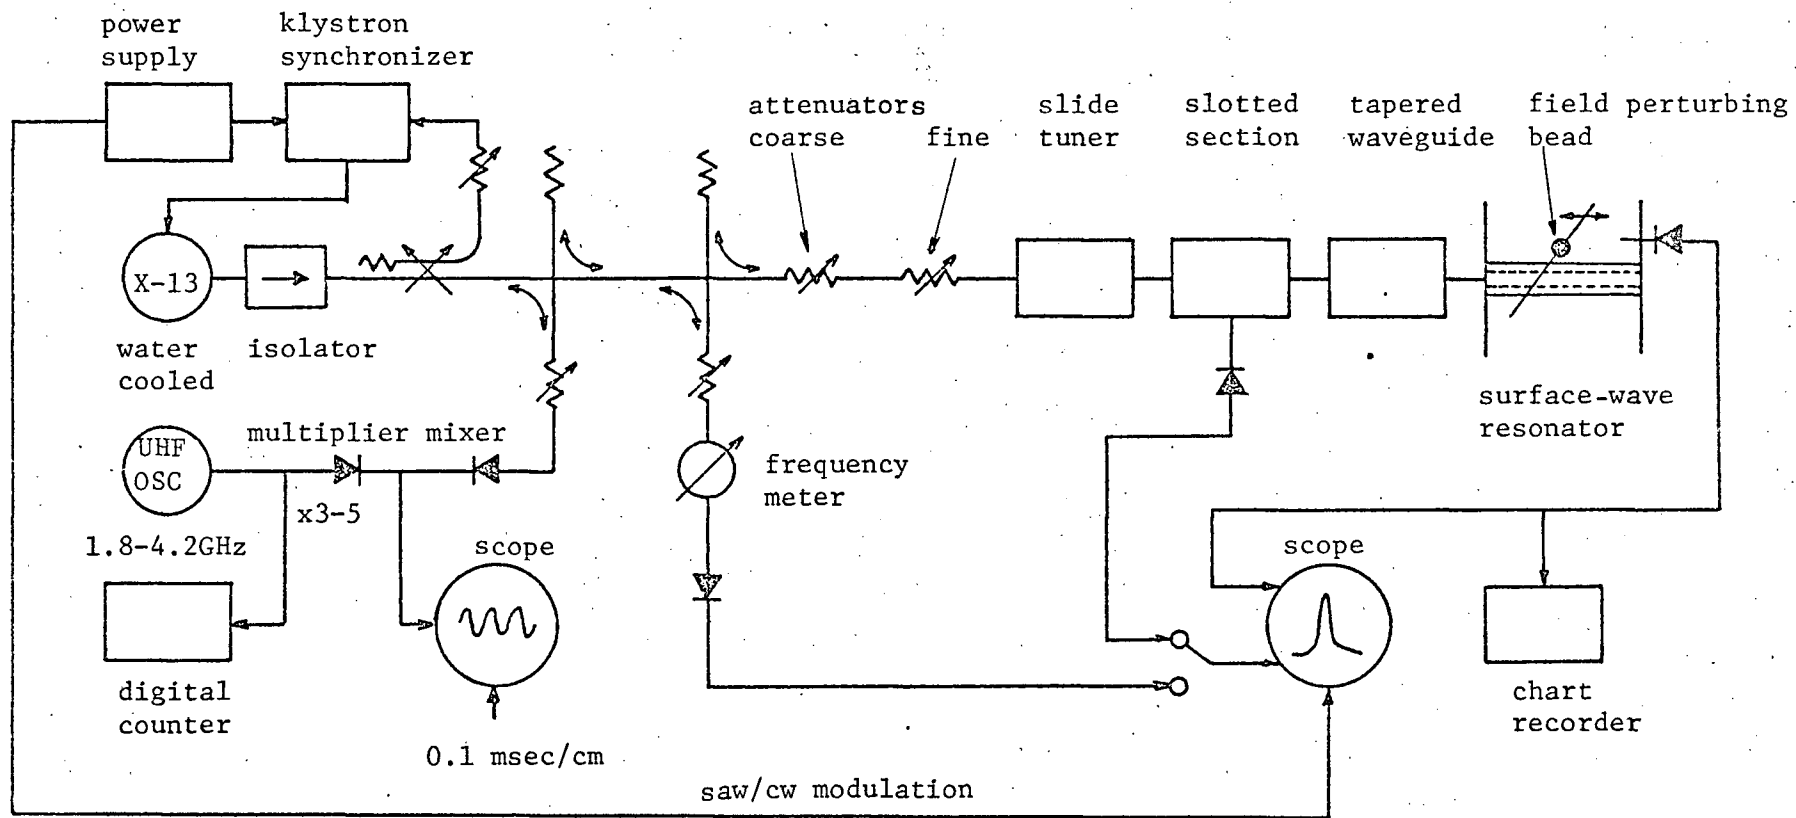 power
supply
klystron
synchronizer
attenuators
coarse
fine
slide
tuner
slotted
section
tapered
waveguide
field perturbing
bead
X-13
water
cooled
isolator
surface-wave
resonator
UHF
OSC
multiplier mixer
x3-5
1.8-4.2GHz
frequency
meter
scope
scope
digital
counter
0.1 msec/cm
chart
recorder
saw/cw modulation